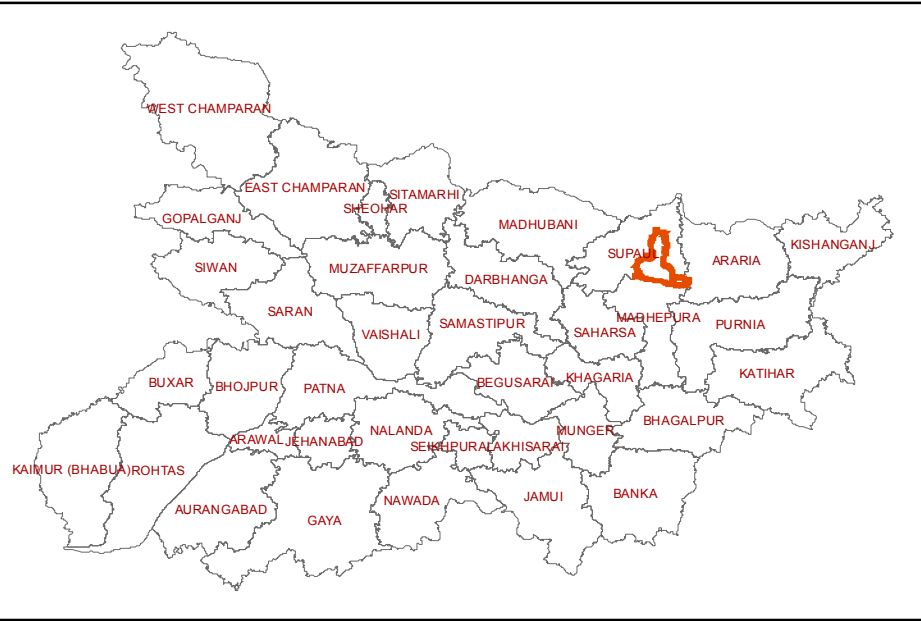 WEST CHAMPARAN
EAST CHAMPARAN
SITAMARHI
SHEOHAR
GOPALGANJ
MADHUBANI
KISHANGANJ
SUPAUL
ARARIA
SIWAN
MUZAFFARPUR
DARBHANGA
SARAN
SAMASTIPUR
MADHEPURA
PURNIA
VAISHALI
SAHARSA
BUXAR
BHOJPUR
PATNA
BEGUSARAI
KHAGARIA
KATIHAR
BHAGALPUR
NALANDA
MUNGER
ARAWAL
JEHANABAD
SEIKHPURA
LAKHISARAI
KAIMUR (BHABUA)
ROHTAS
AURANGABAD
GAYA
NAWADA
JAMUI
BANKA